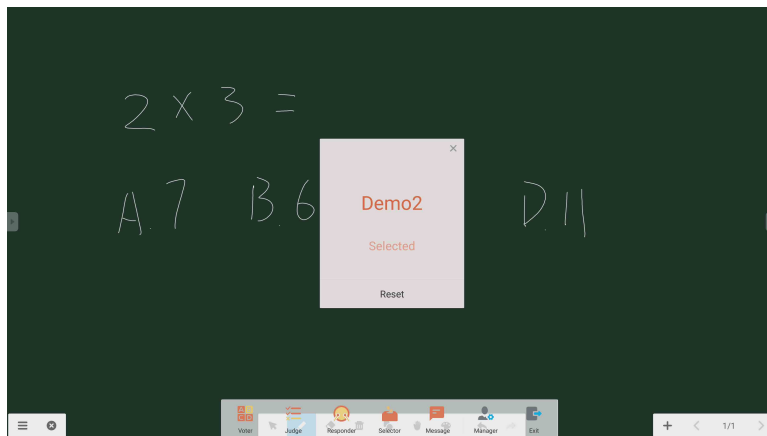 2 × 3 =
A.7 B.6 D.11
Demo2
Selected
Reset
Voter Judge Responder Selector Message Manager Exit
1/1